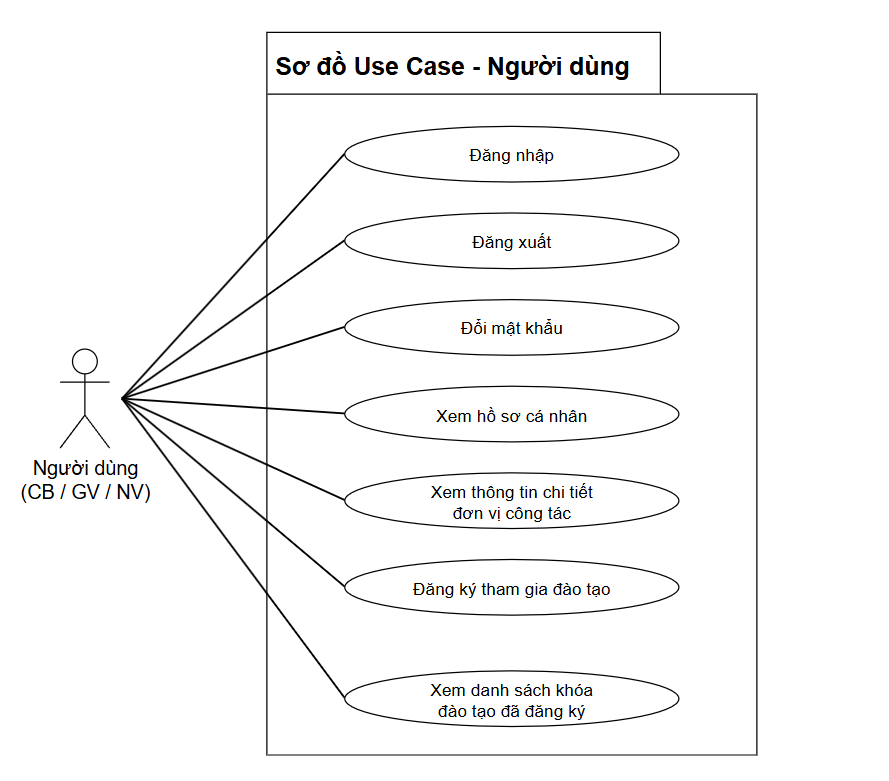 Sơ đồ Use Case - Người dùng
Đăng nhập
Đăng xuất
Đổi mật khẩu
Xem hồ sơ cá nhân
Người dùng
(CB / GV / NV)
Xem thông tin chi tiết
đơn vị công tác
Đăng ký tham gia đào tạo
Xem danh sách khóa
đào tạo đã đăng ký